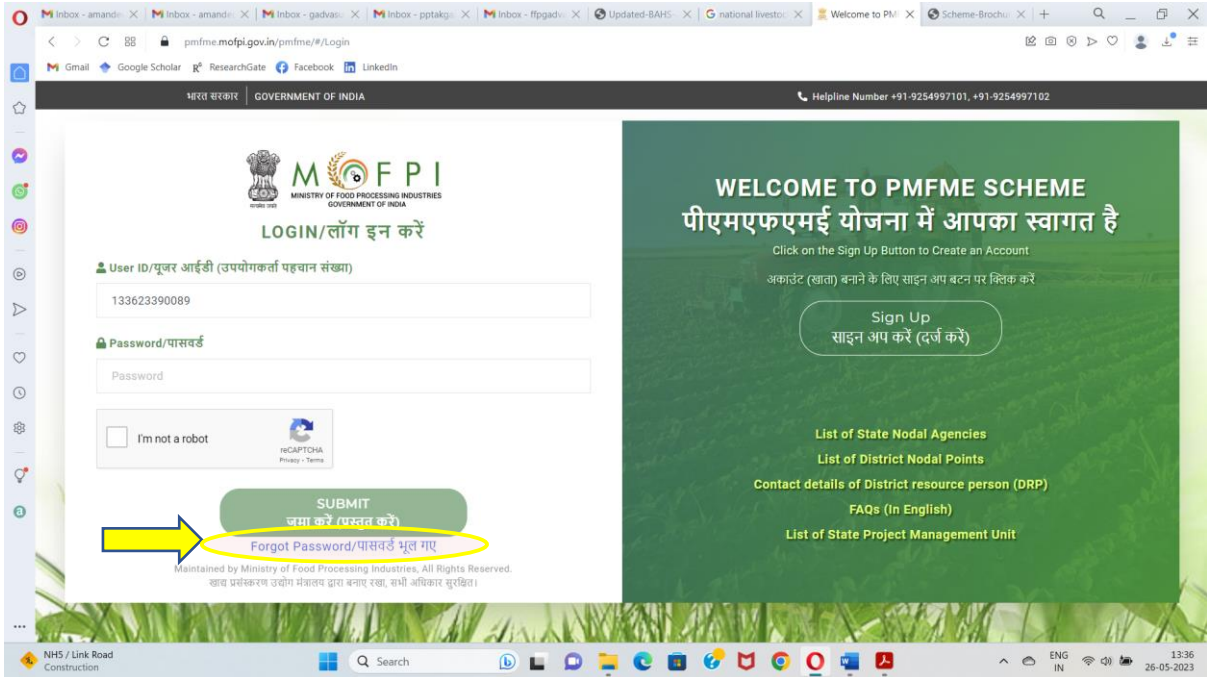 Inbox - amande
Inbox - amande
Inbox - gadvasu
Inbox - pptakga
Inbox - ffpgadv
Updated-BAHS-
national livestoc
Welcome to PM
Scheme-Brochu
pmfme.mofpi.gov.in/pmfme/#/Login
Gmail
Google Scholar
ResearchGate
Facebook
LinkedIn
भारत सरकार
GOVERNMENT OF INDIA
Helpline Number +91-9254997101, +91-9254997102
M FPI
MINISTRY OF FOOD PROCESSING INDUSTRIES
GOVERNMENT OF INDIA
सत्यमेव जयते
LOGIN/लॉग इन करें
User ID/यूजर आईडी (उपयोगकर्ता पहचान संख्या)
133623390089
Password/पासवर्ड
Password
I'm not a robot
reCAPTCHA
Privacy - Terms
SUBMIT
जमा करें (प्रस्तुत करें)
Forgot Password/पासवर्ड भूल गए
Maintained by Ministry of Food Processing Industries, All Rights Reserved.
खाद्य प्रसंस्करण उद्योग मंत्रालय द्वारा बनाए रखा, सभी अधिकार सुरक्षित।
WELCOME TO PMFME SCHEME
पीएमएफएमई योजना में आपका स्वागत है
Click on the Sign Up Button to Create an Account
अकाउंट (खाता) बनाने के लिए साइन अप बटन पर क्लिक करें
Sign Up
साइन अप करें (दर्ज करें)
List of State Nodal Agencies
List of District Nodal Points
Contact details of District resource person (DRP)
FAQs (In English)
List of State Project Management Unit
NH5 / Link Road
Construction
Search
ENG
IN
13:36
26-05-2023